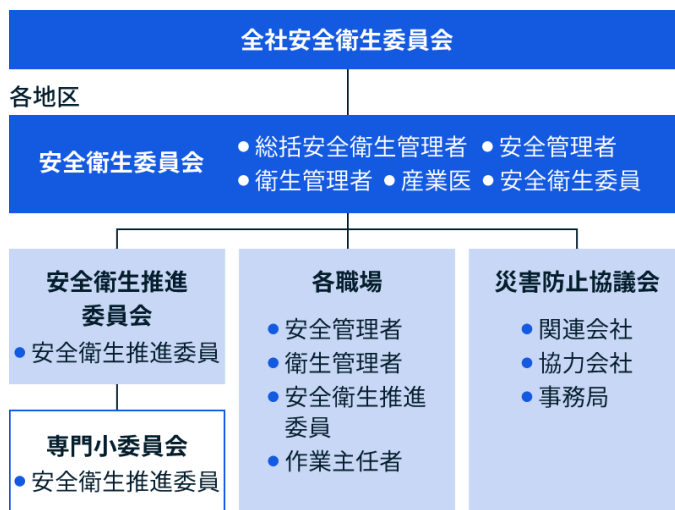 全社安全衛生委員会
各地区
安全衛生委員会
● 総括安全衛生管理者 ● 安全管理者
● 衛生管理者 ● 産業医 ● 安全衛生委員
安全衛生推進
委員会
● 安全衛生推進委員
専門小委員会
● 安全衛生推進委員
各職場
● 安全管理者
● 衛生管理者
● 安全衛生推進
委員
● 作業主任者
災害防止協議会
● 関連会社
● 協力会社
● 事務局